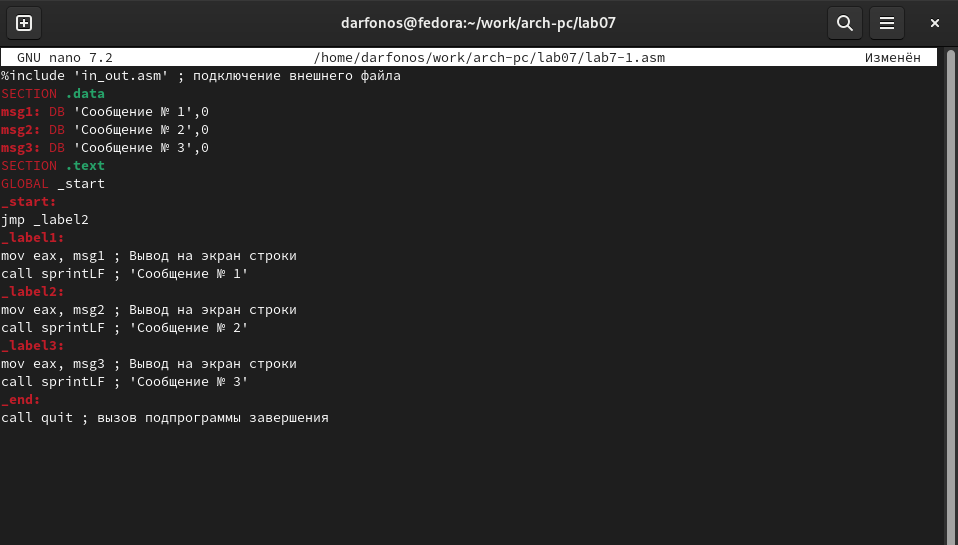 darfonos@fedora:~/work/arch-pc/lab07
GNU nano 7.2 /home/darfonos/work/arch-pc/lab07/lab7-1.asm Изменён
%include 'in_out.asm' ; подключение внешнего файла
SECTION .data
msg1: DB 'Сообщение № 1',0
msg2: DB 'Сообщение № 2',0
msg3: DB 'Сообщение № 3',0
SECTION .text
GLOBAL _start
_start:
jmp _label2
_label1:
mov eax, msg1 ; Вывод на экран строки
call sprintLF ; 'Сообщение № 1'
_label2:
mov eax, msg2 ; Вывод на экран строки
call sprintLF ; 'Сообщение № 2'
_label3:
mov eax, msg3 ; Вывод на экран строки
call sprintLF ; 'Сообщение № 3'
_end:
call quit ; вызов подпрограммы завершения